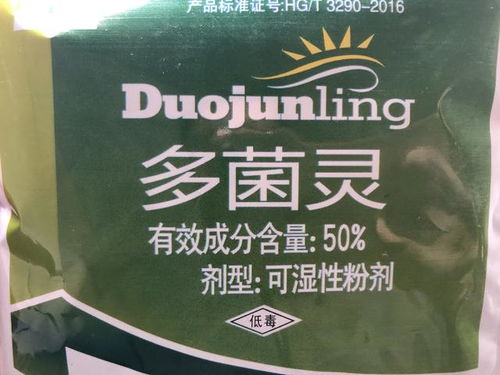 产品标准证号:HG/T 3290-2016
Duojunling
多菌灵
有效成分含量: 50%
剂型: 可湿性粉剂
低毒